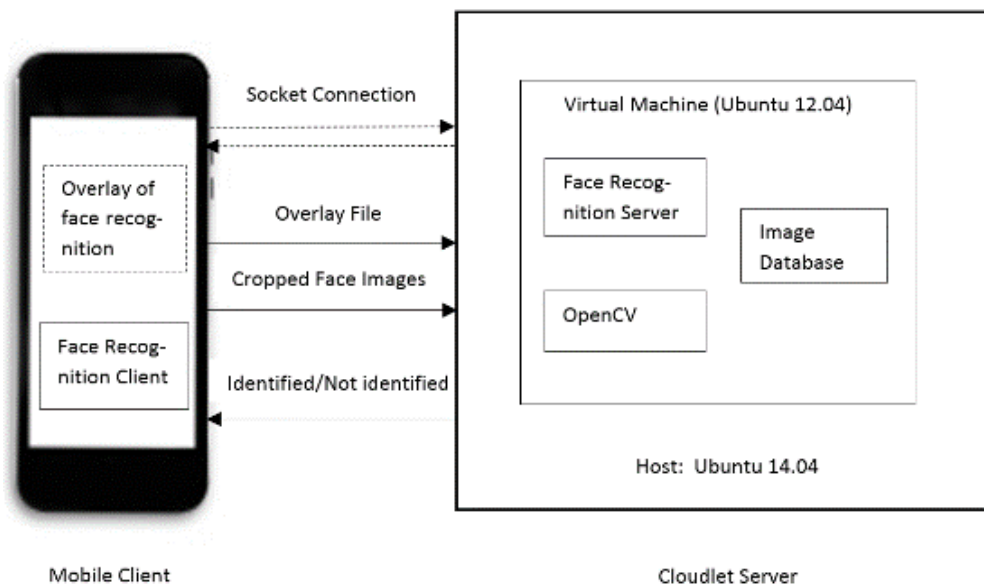 Socket Connection
Virtual Machine (Ubuntu 12.04)
Overlay of
face recog-
nition
Overlay File
Face Recog-
nition Server
Image
Database
Cropped Face Images
OpenCV
Face Recog-
nition Client
Identified/Not identified
Host: Ubuntu 14.04
Mobile Client
Cloudlet Server